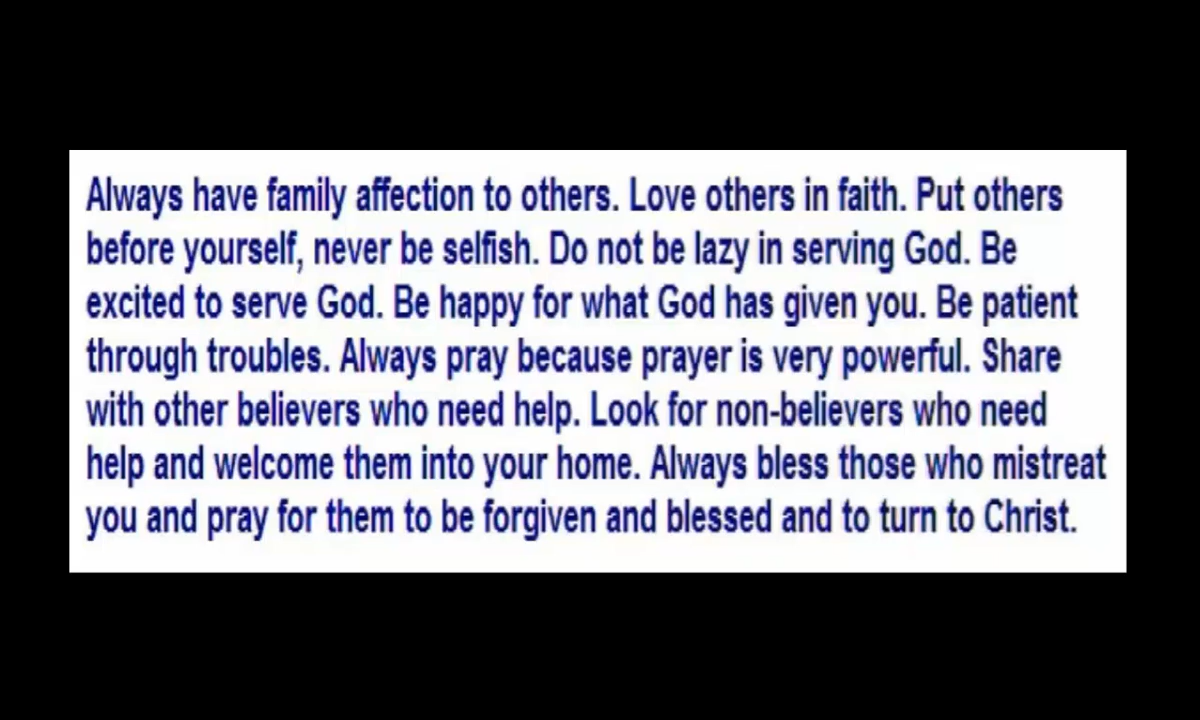 Always have family affection to others. Love others in faith. Put others
before yourself, never be selfish. Do not be lazy in serving God. Be
excited to serve God. Be happy for what God has given you. Be patient
through troubles. Always pray because prayer is very powerful. Share
with other believers who need help. Look for non-believers who need
help and welcome them into your home. Always bless those who mistreat
you and pray for them to be forgiven and blessed and to turn to Christ.